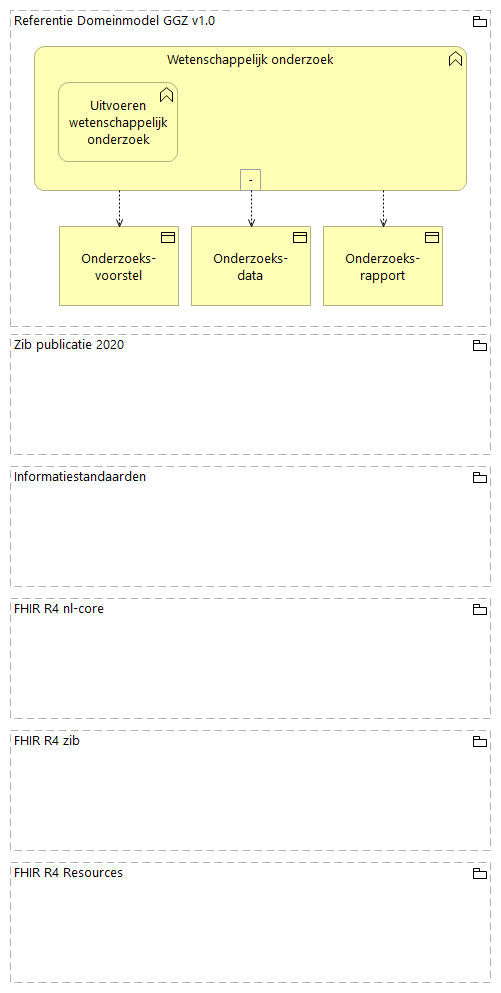 Referentie Domeinmodel GGZ v1.0
Wetenschappelijk onderzoek
Uitvoeren
wetenschappelijk
onderzoek
-
Onderzoeks-
voorstel
Onderzoeks-
data
Onderzoeks-
rapport
Zib publicatie 2020
Informatiestandaarden
FHIR R4 nl-core
FHIR R4 zib
FHIR R4 Resources